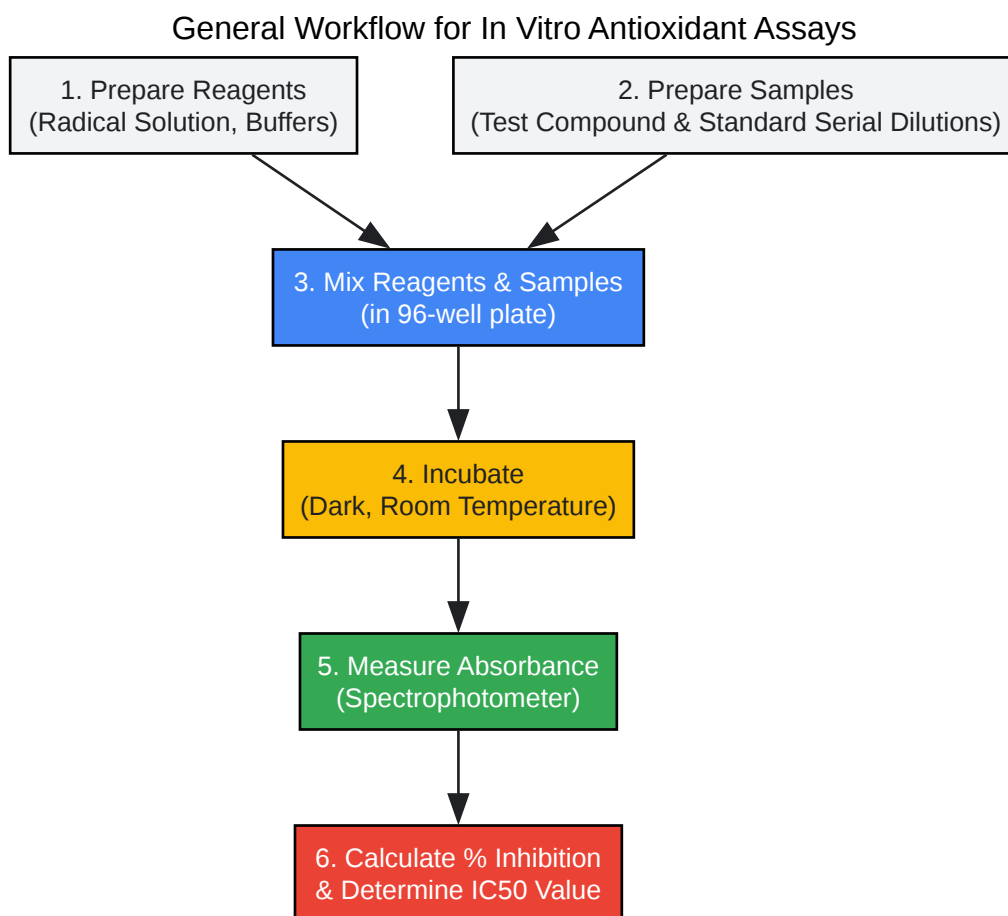 General Workflow for In Vitro Antioxidant Assays
1. Prepare Reagents
(Radical Solution, Buffers)
2. Prepare Samples
(Test Compound & Standard Serial Dilutions)
3. Mix Reagents & Samples
(in 96-well plate)
4. Incubate
(Dark, Room Temperature)
5. Measure Absorbance
(Spectrophotometer)
6. Calculate % Inhibition
& Determine IC50 Value